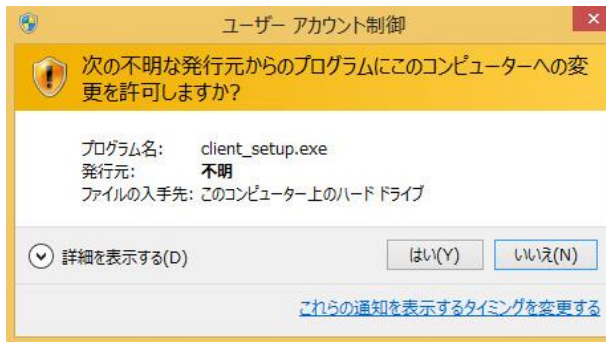 ユーザー アカウント制御
次の不明な発行元からのプログラムにこのコンピューターへの変
更を許可しますか?
プログラム名: client_setup.exe
発行元: 不明
ファイルの入手先: このコンピューター上のハード ドライブ
詳細を表示する(D)
はい(Y)
いいえ(N)
これらの通知を表示するタイミングを変更する